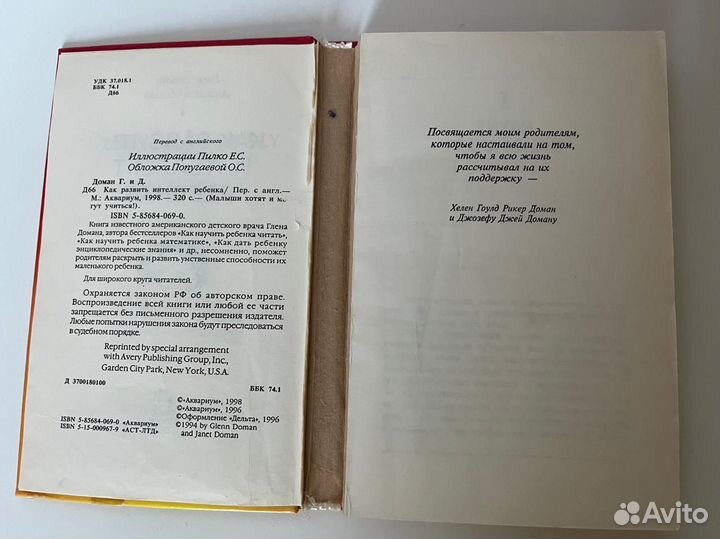 УДК 37.018.1
ББК 74.1
Д66
Перевод с английского
Иллюстрации Пилко Е.С.
Обложка Попугаевой О.С.
Доман Г. и Д.
Д66 Как развить интеллект ребенка/ Пер. с англ.—
М.: Аквариум, 1998.— 320 с.— (Малыши хотят и мо-
гут учиться!).
ISBN 5-85684-069-0.
Книга известного американского детского врача Глена
Домана, автора бестселлеров «Как научить ребенка читать»,
«Как научить ребенка математике», «Как дать ребенку
энциклопедические знания» и др., несомненно, поможет
родителям раскрыть и развить умственные способности их
маленького ребенка.
Для широкого круга читателей.
Охраняется законом РФ об авторском праве.
Воспроизведение всей книги или любой ее части
запрещается без письменного разрешения издателя.
Любые попытки нарушения закона будут преследоваться
в судебном порядке.
Reprinted by special arrangement
with Avery Publishing Group, Inc.,
Garden City Park, New York, U.S.A.
Д 3700180100 ББК 74.1
©«Аквариум», 1998
©«Аквариум», 1996
©Оформление «Дельта», 1996
ISBN 5-85684-069-0 «Аквариум» ©1994 by Glenn Doman
ISBN 5-15-000967-9 «АСТ-ЛТД» and Janet Doman
Посвящается моим родителям,
которые настаивали на том,
чтобы я всю жизнь
рассчитывал на их
поддержку —
Хелен Гоулд Рикер Доман
и Джозефу Джей Доману
Avito